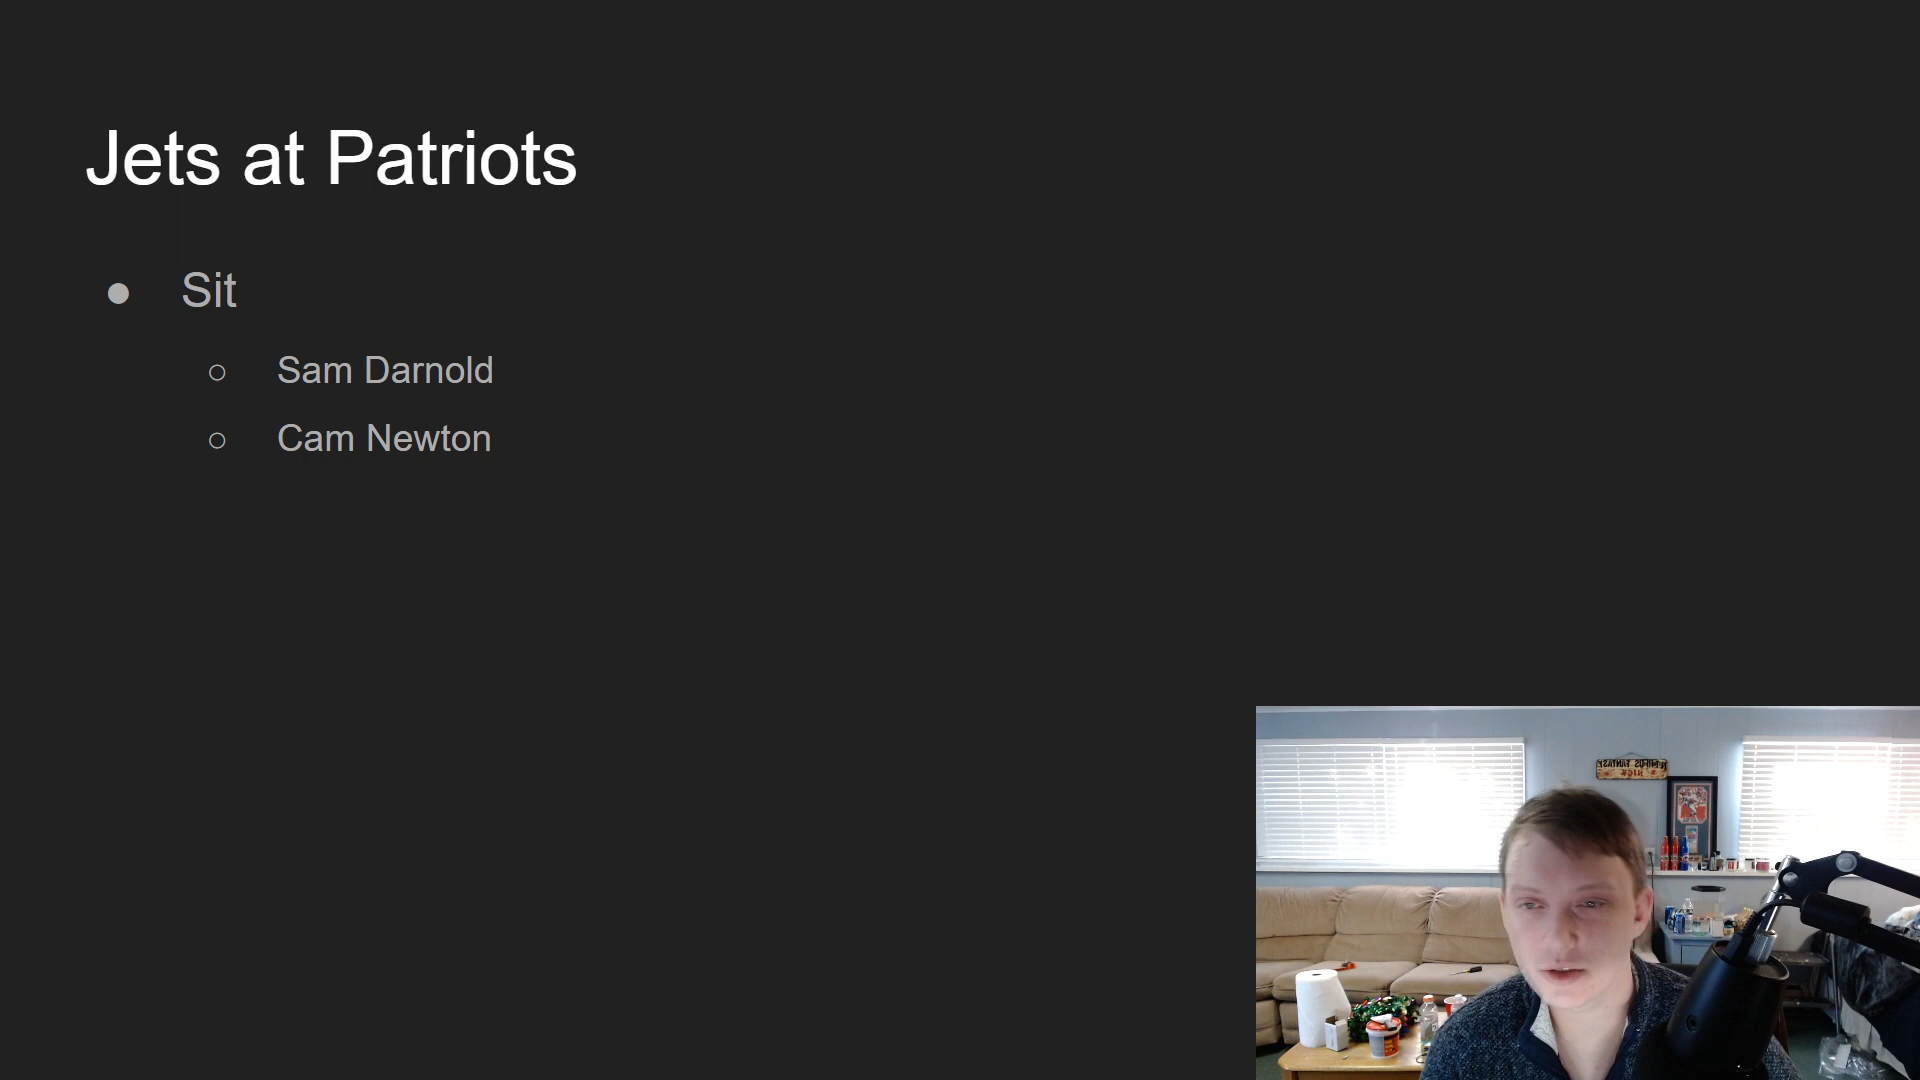 Jets at Patriots
● Sit
○ Sam Darnold
○ Cam Newton